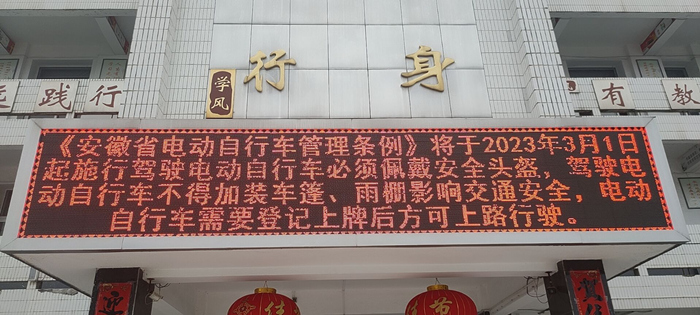 行 身
学风
践行
有教
《安徽省电动自行车管理条例》将于2023年3月1日
起施行驾驶电动自行车必须佩戴安全头盔，驾驶电
动自行车不得加装车篷、雨棚影响交通安全，电动
自行车需要登记上牌后方可上路行驶。
迎
佳
节
贺